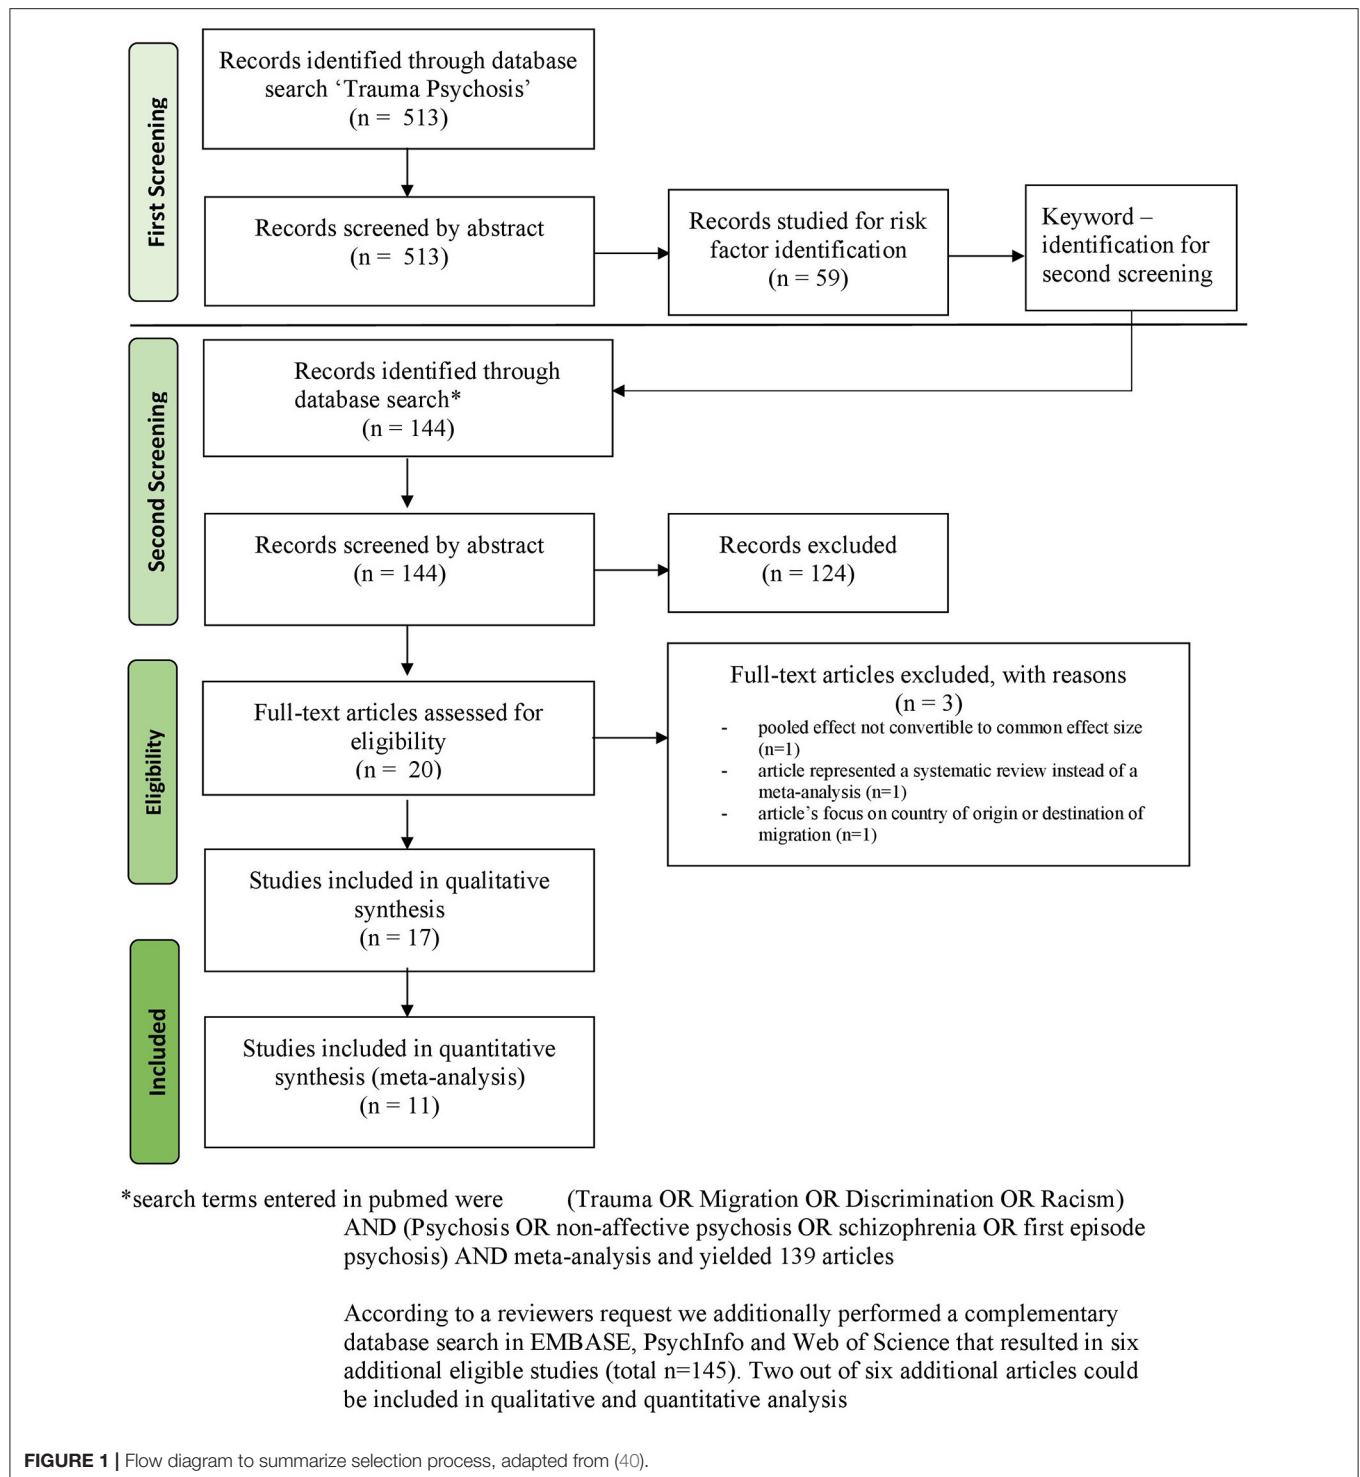 First Screening
Records identified through database
search ‘Trauma Psychosis’
(n = 513)
Records screened by abstract
(n = 513)
Records studied for risk
factor identification
(n = 59)
Keyword –
identification for
second screening
Second Screening
Records identified through
database search*
(n = 144)
Records screened by abstract
(n = 144)
Records excluded
(n = 124)
Eligibility
Full-text articles assessed for
eligibility
(n = 20)
Full-text articles excluded, with reasons
(n = 3)
- pooled effect not convertible to common effect size
(n=1)
- article represented a systematic review instead of a
meta-analysis (n=1)
- article’s focus on country of origin or destination of
migration (n=1)
Studies included in qualitative
synthesis
(n = 17)
Included
Studies included in quantitative
synthesis (meta-analysis)
(n = 11)
*search terms entered in pubmed were (Trauma OR Migration OR Discrimination OR Racism)
AND (Psychosis OR non-affective psychosis OR schizophrenia OR first episode
psychosis) AND meta-analysis and yielded 139 articles
According to a reviewers request we additionally performed a complementary
database search in EMBASE, PsychInfo and Web of Science that resulted in six
additional eligible studies (total n=145). Two out of six additional articles could
be included in qualitative and quantitative analysis
FIGURE 1 | Flow diagram to summarize selection process, adapted from (40).